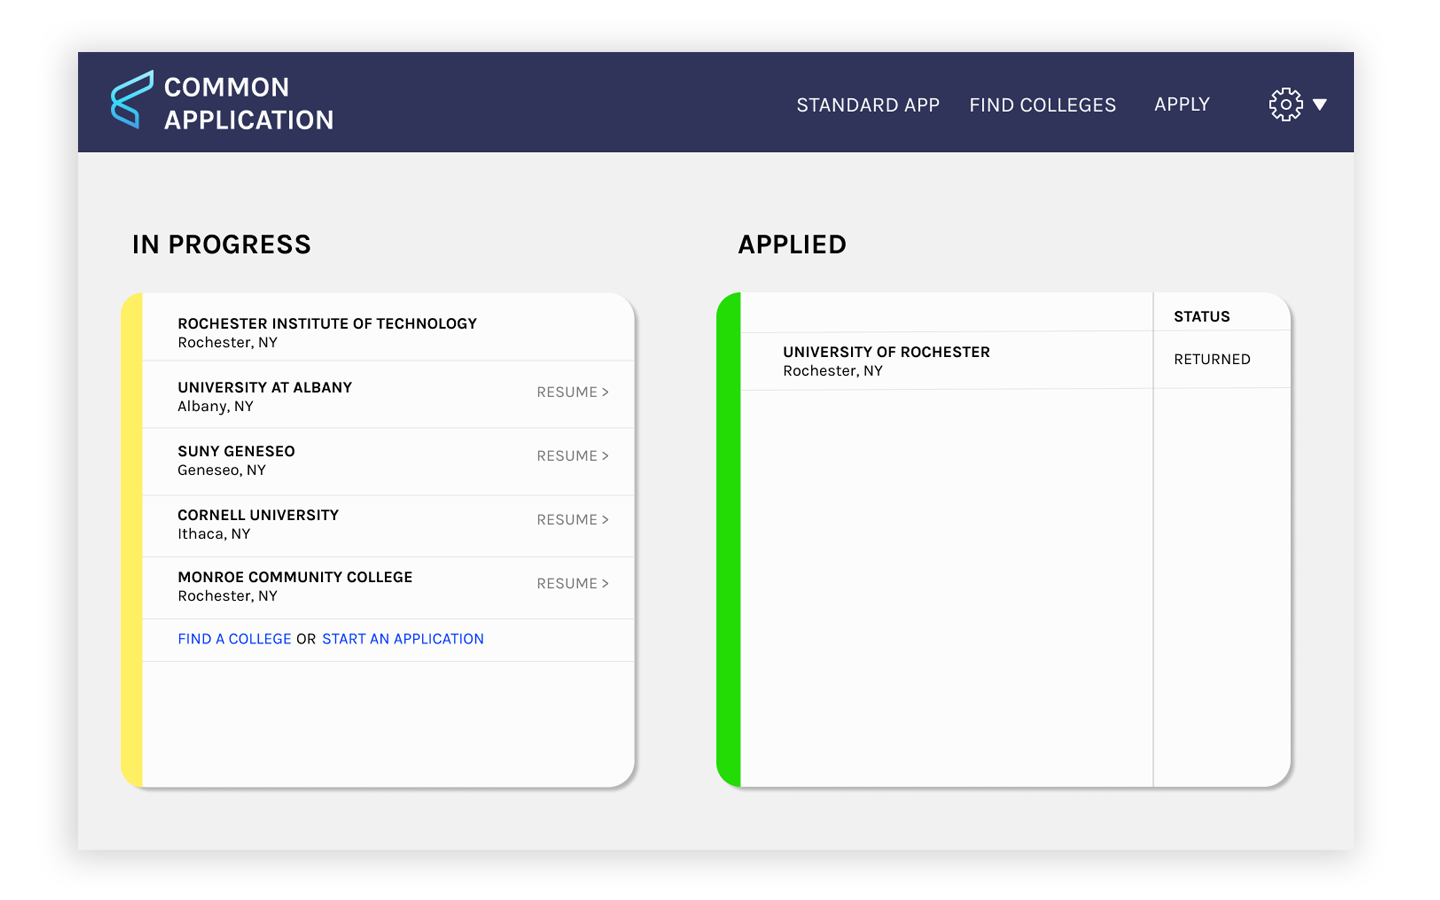 COMMON
APPLICATION
STANDARD APP
FIND COLLEGES
APPLY
IN PROGRESS
ROCHESTER INSTITUTE OF TECHNOLOGY
Rochester, NY
UNIVERSITY AT ALBANY
Albany, NY
RESUME >
SUNY GENESEO
Geneseo, NY
RESUME >
CORNELL UNIVERSITY
Ithaca, NY
RESUME >
MONROE COMMUNITY COLLEGE
Rochester, NY
RESUME >
FIND A COLLEGE OR START AN APPLICATION
APPLIED
STATUS
UNIVERSITY OF ROCHESTER
Rochester, NY
RETURNED